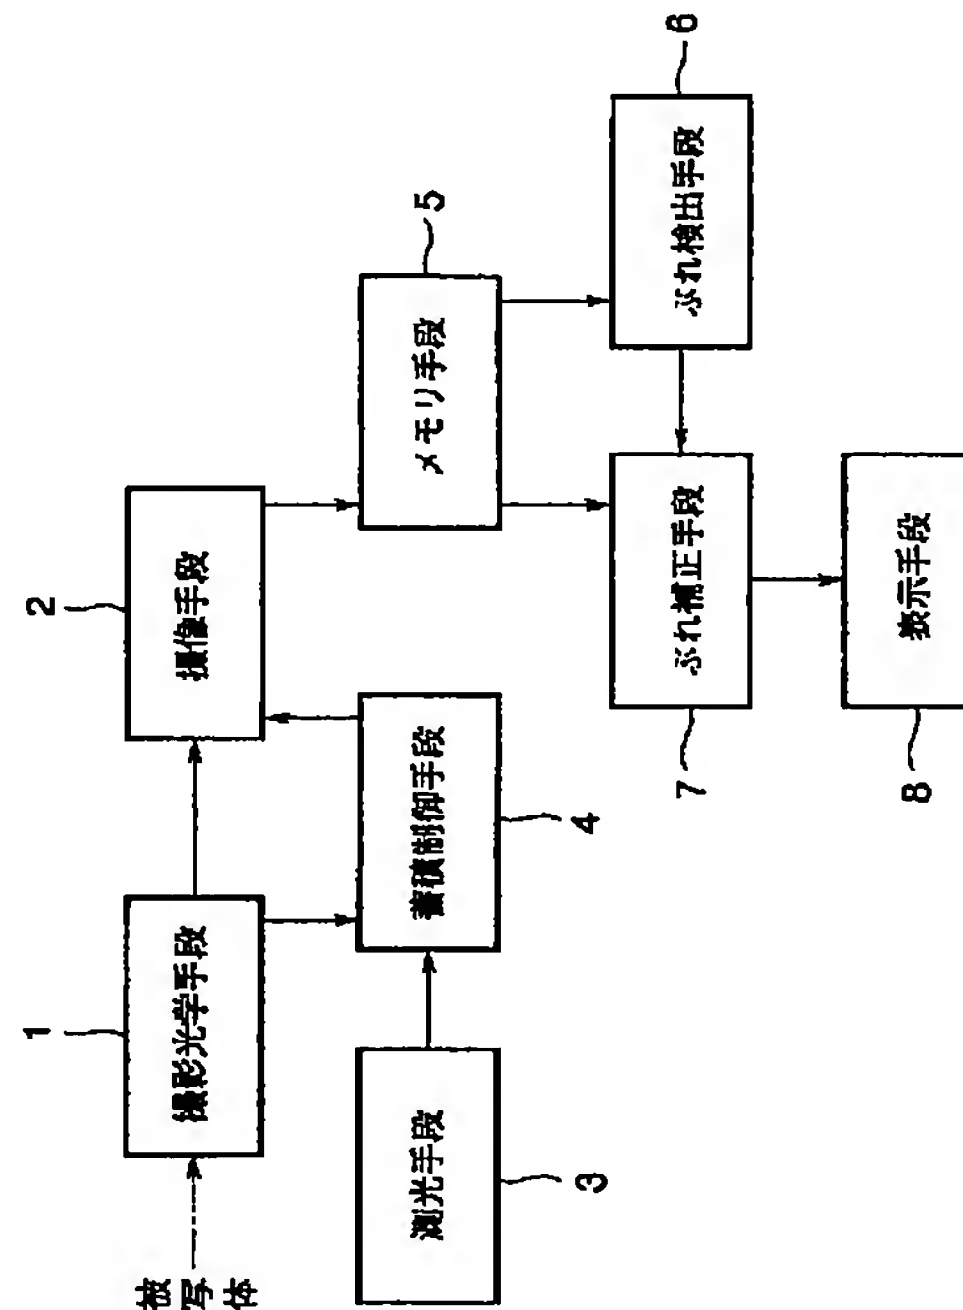 被写体
1
撮影光学手段
2
撮像手段
3
測光手段
4
蓄積制御手段
5
メモリ手段
6
ぶれ検出手段
7
ぶれ補正手段
8
表示手段